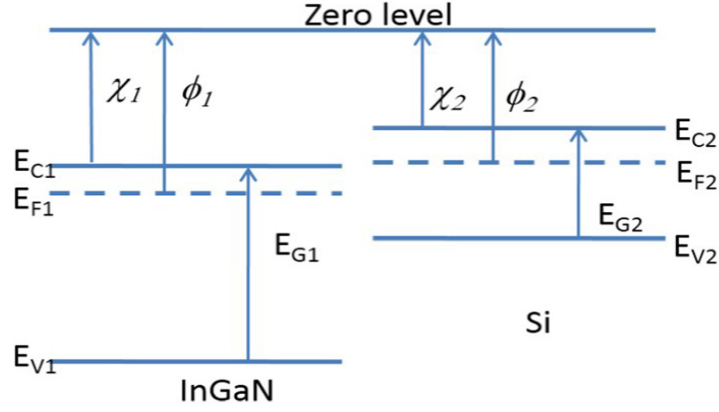 Zero level
χ1 ϕ1 χ2 ϕ2
EC1 EC2
EF1 EF2
EG1 EG2
EV2
Si
EV1
InGaN